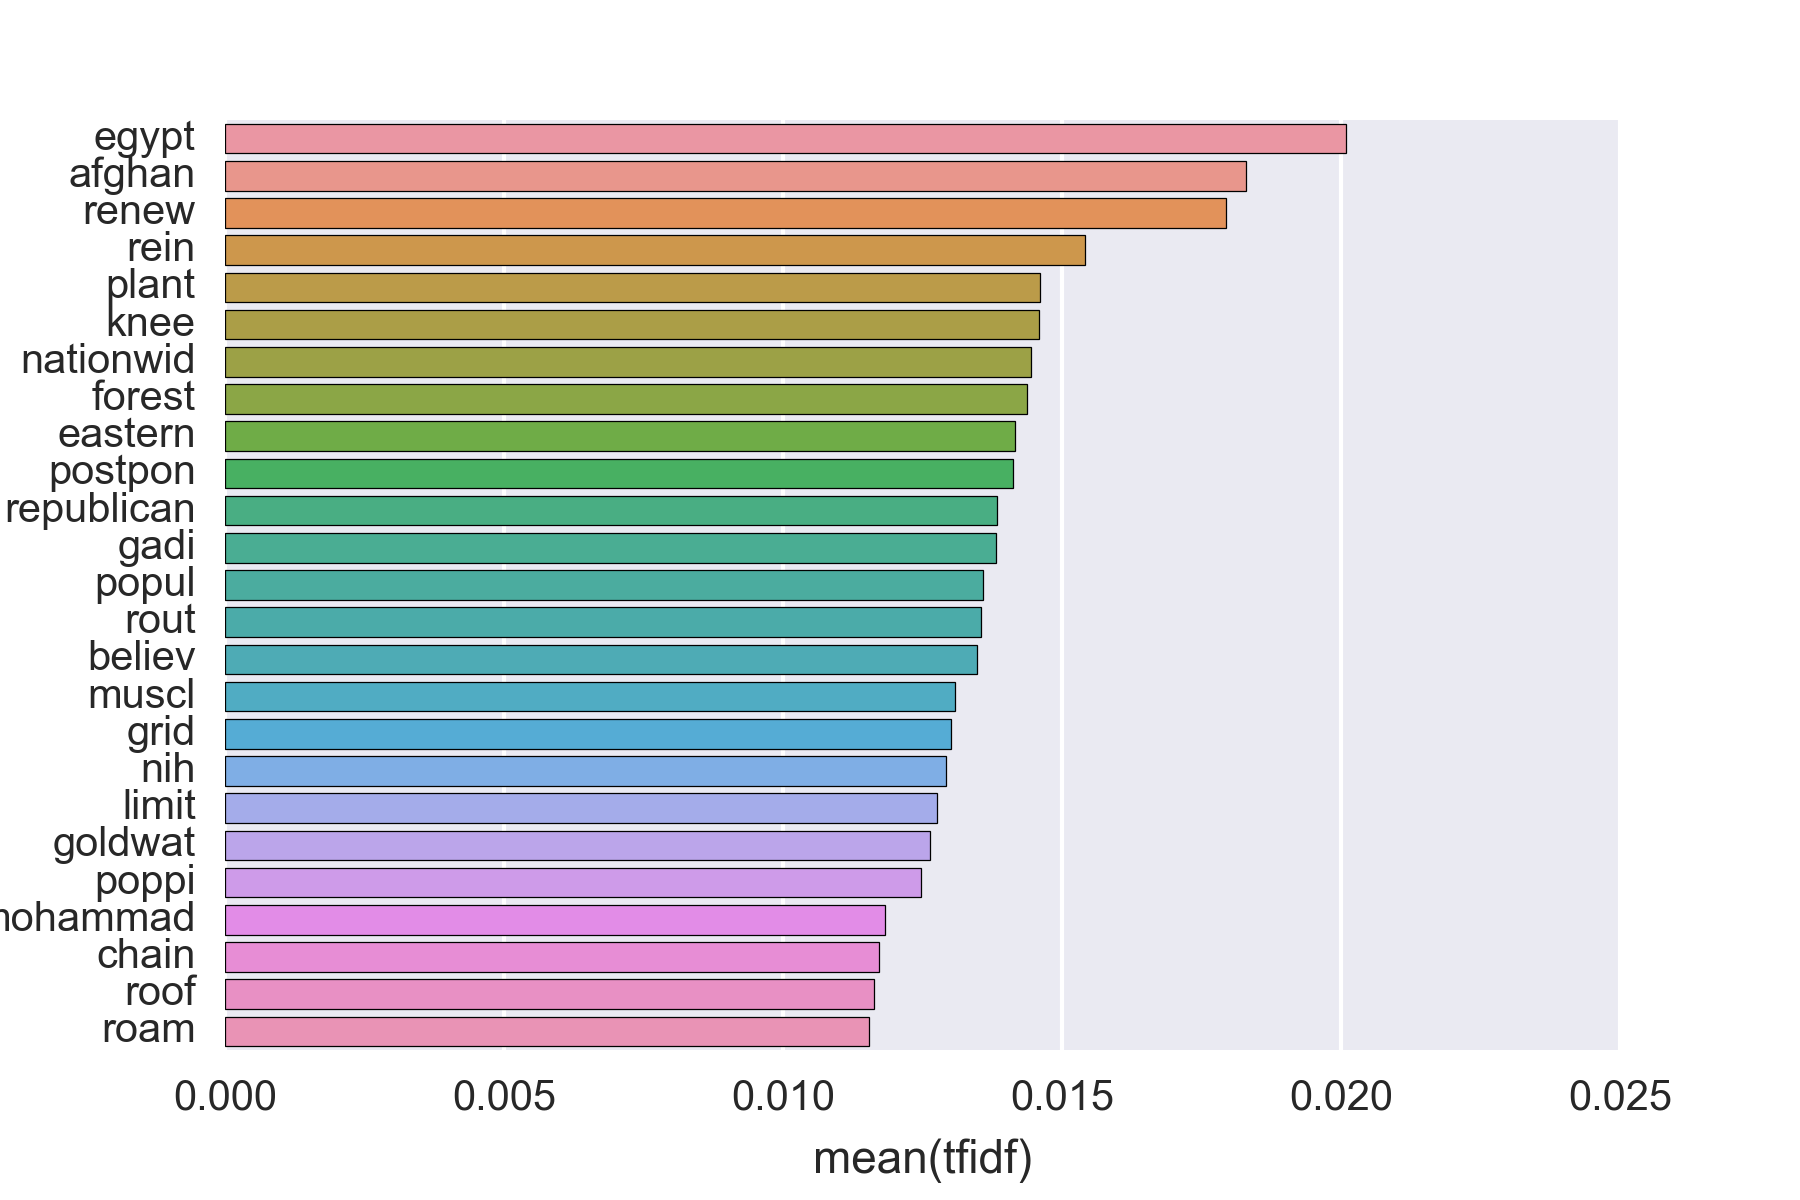 egypt
afghan
renew
rein
plant
knee
nationwid
forest
eastern
postpon
republican
gadi
popul
rout
believ
muscl
grid
nih
limit
goldwat
poppi
mohammad
chain
roof
roam
0.000 0.005 0.010 0.015 0.020 0.025
mean(tfidf)